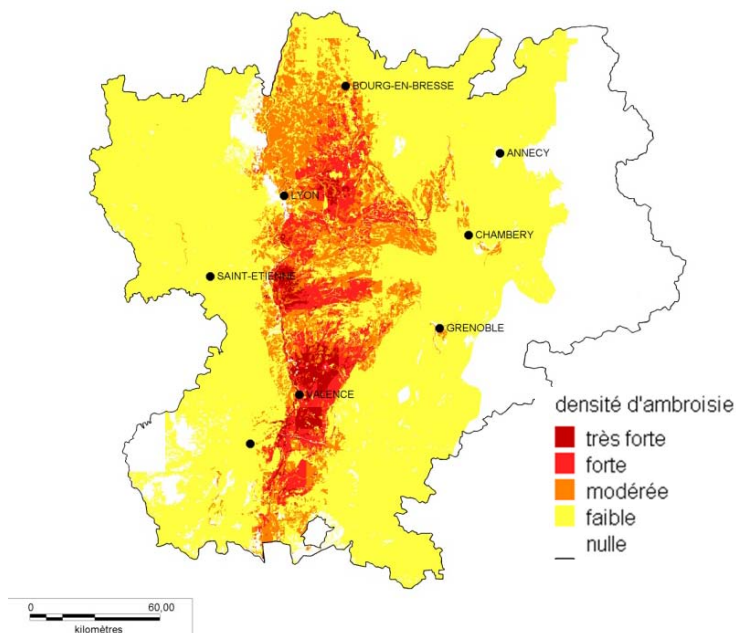 BOURG-EN-BRESSE
ANNECY
LYON
CHAMBERY
SAINT-ETIENNE
GRENOBLE
VALENCE
densité d'ambroisie
très forte
forte
modérée
faible
nulle
0 60,00
kilomètres